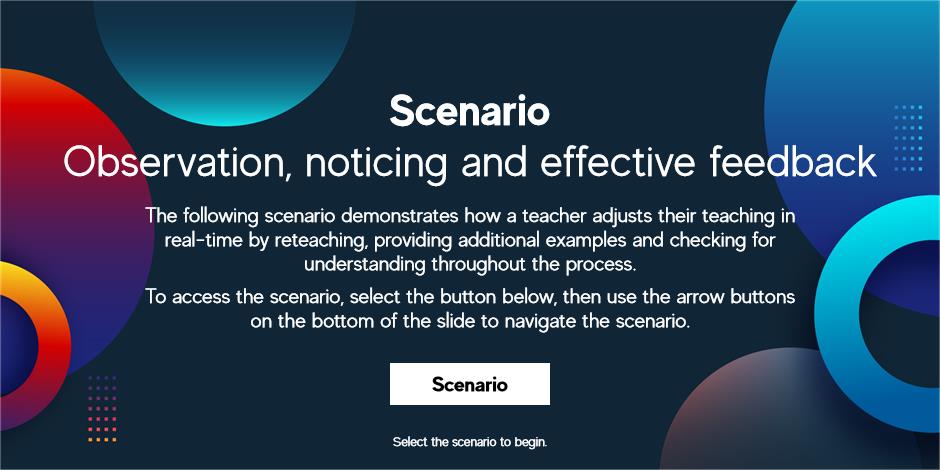 Scenario
Observation, noticing and effective feedback
The following scenario demonstrates how a teacher adjusts their teaching in
real-time by reteaching, providing additional examples and checking for
understanding throughout the process.
To access the scenario, select the button below, then use the arrow buttons
on the bottom of the slide to navigate the scenario.
Scenario
Select the scenario to begin.